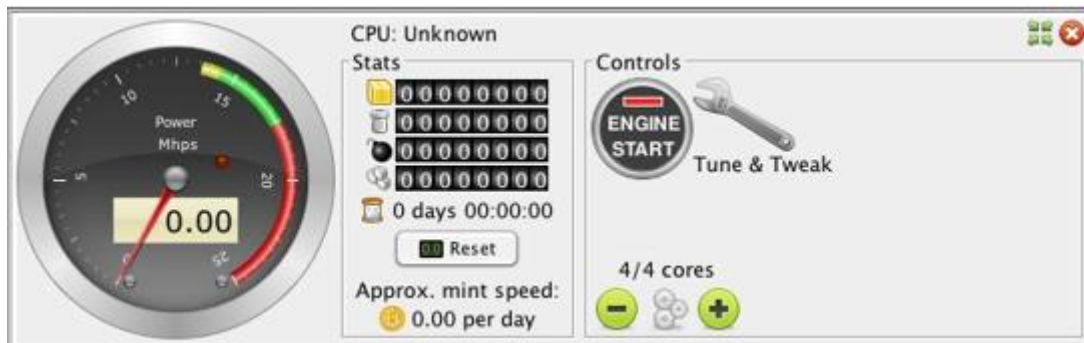 CPU: Unknown
Stats
Controls
5
10
15
20
25
0
Power
Mhps
0.00
00000000
00000000
00000000
00000000
0 days 00:00:00
0.0 Reset
Approx. mint speed:
0.00 per day
ENGINE
START
Tune & Tweak
4/4 cores